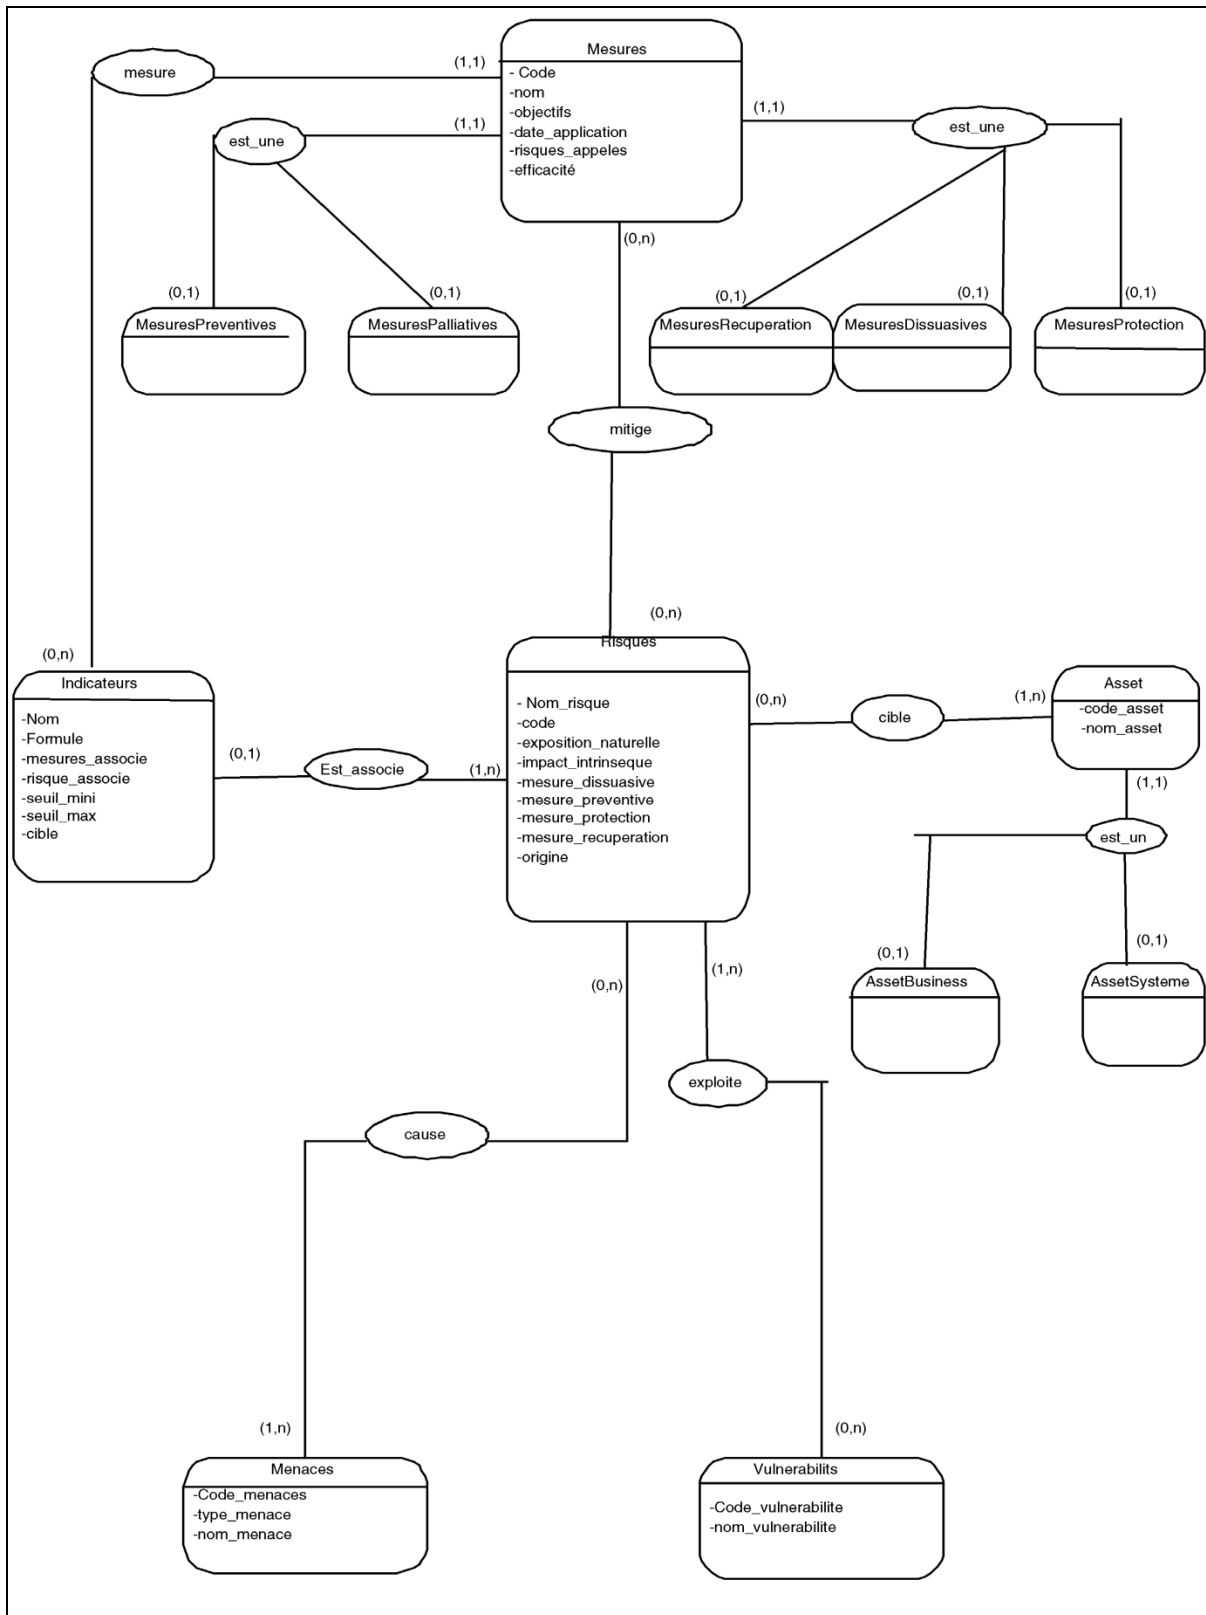 Mesures
mesure
(1,1)
- Code
-nom
-objectifs
-date_application
-risques_appeles
-efficacité
(1,1)
est_une
(1,1)
est_une
(0,n)
(0,1)
(0,1)
(0,1)
(0,1)
(0,1)
MesuresPreventives
MesuresPalliatives
MesuresRecuperation
MesuresDissuasives
MesuresProtection
mitige
(0,n)
(0,n)
Risques
Indicateurs
-Nom
-Formule
-mesures_associe
-risque_associe
-seuil_mini
-seuil_max
-cible
(0,1)
Est_associe
(1,n)
- Nom_risque
-code
-exposition_naturelle
-impact_intrinseque
-mesure_dissuasive
-mesure_preventive
-mesure_protection
-mesure_recuperation
-origine
(0,n)
cible
(1,n)
Asset
-code_asset
-nom_asset
(1,1)
est_un
(0,1)
(0,1)
AssetBusiness
AssetSysteme
(0,n)
(1,n)
exploite
cause
(1,n)
(0,n)
Menaces
-Code_menaces
-type_menace
-nom_menace
Vulnerabilits
-Code_vulnerabilite
-nom_vulnerabilite